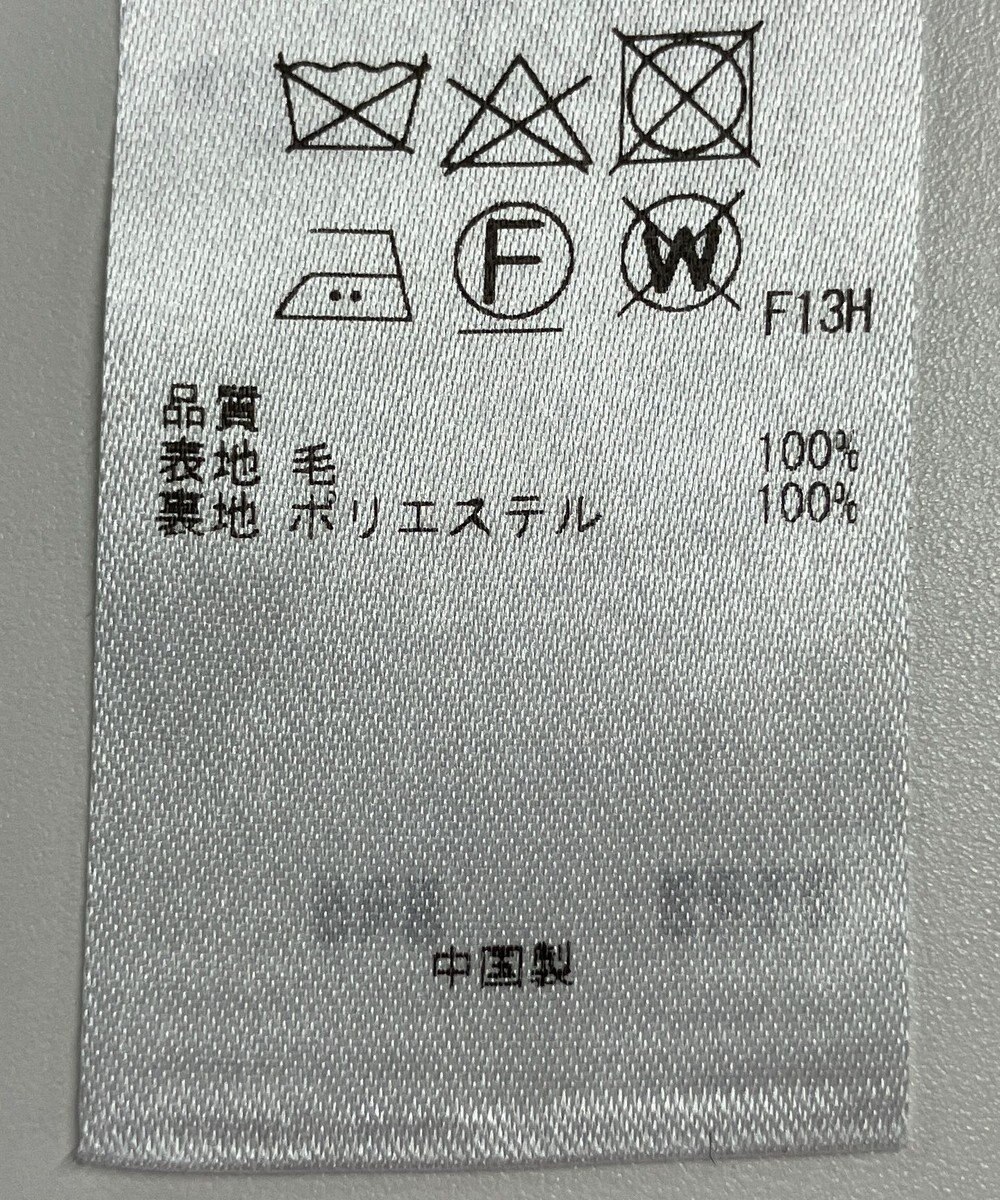 F
W
F13H
品質
表地 毛 100%
裏地 ポリエステル 100%
中国製